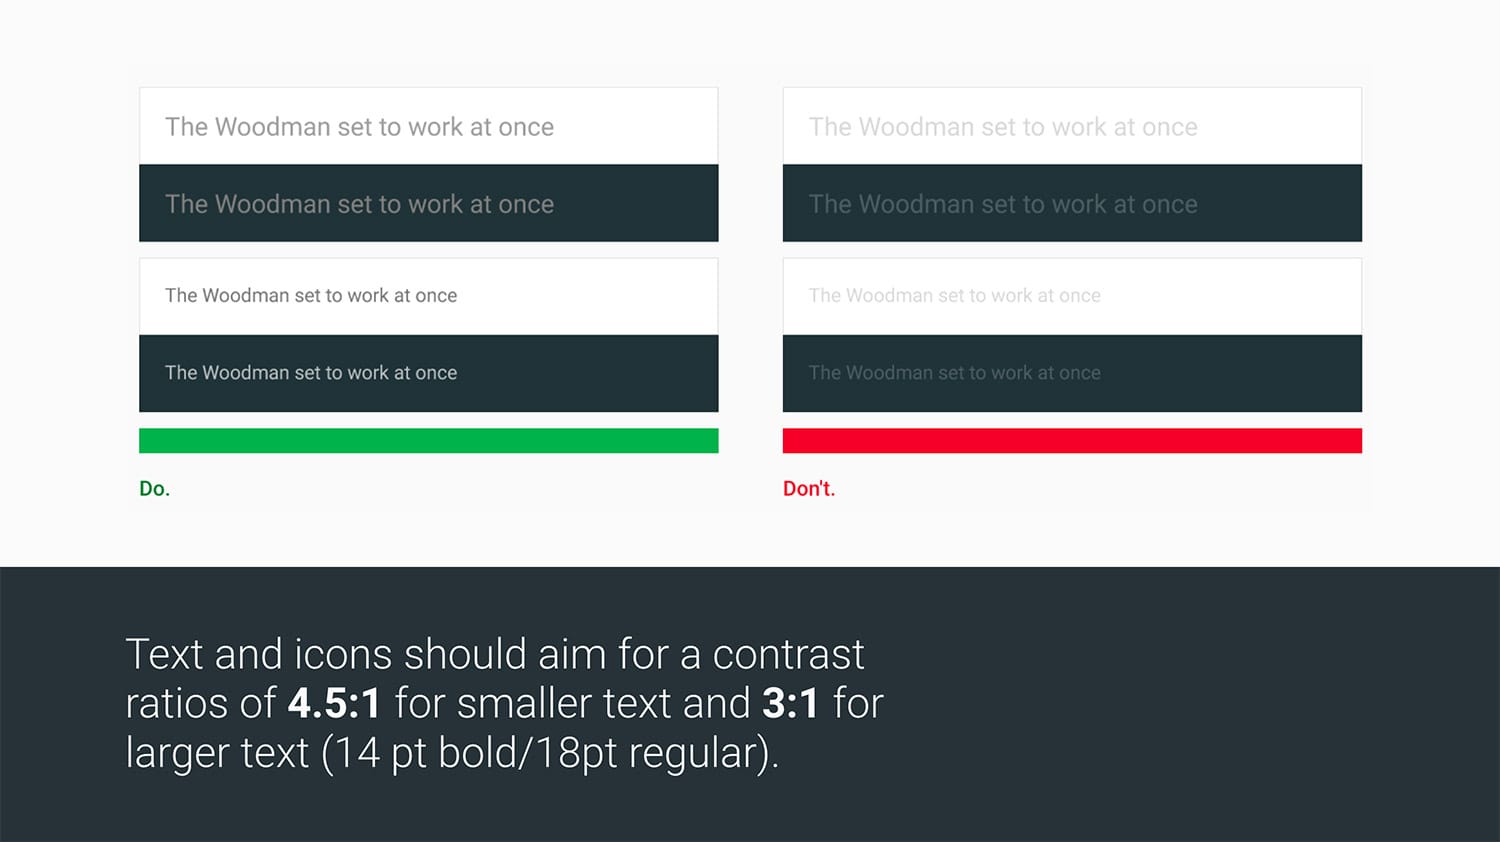 The Woodman set to work at once
The Woodman set to work at once
The Woodman set to work at once
The Woodman set to work at once
Do.
The Woodman set to work at once
The Woodman set to work at once
The Woodman set to work at once
The Woodman set to work at once
Don't.
Text and icons should aim for a contrast
ratios of 4.5:1 for smaller text and 3:1 for
larger text (14 pt bold/18pt regular).